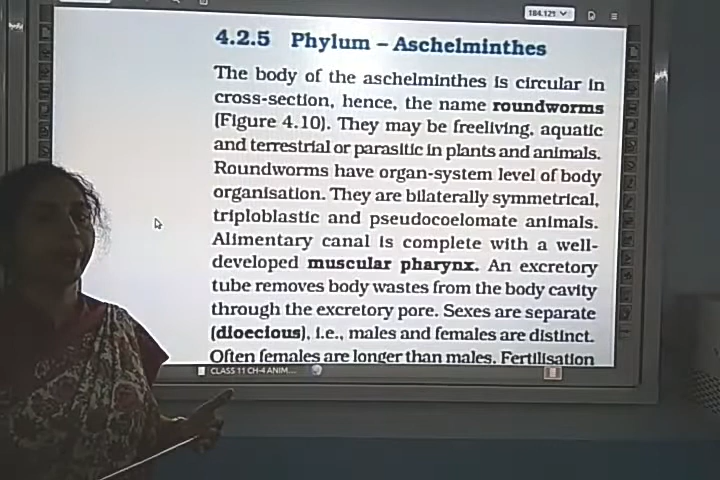 184.121
4.2.5 Phylum – Aschelminthes
The body of the aschelminthes is circular in
cross-section, hence, the name roundworms
(Figure 4.10). They may be freeliving, aquatic
and terrestrial or parasitic in plants and animals.
Roundworms have organ-system level of body
organisation. They are bilaterally symmetrical,
triploblastic and pseudocoelomate animals.
Alimentary canal is complete with a well-
developed muscular pharynx. An excretory
tube removes body wastes from the body cavity
through the excretory pore. Sexes are separate
(dioecious), i.e., males and females are distinct.
Often females are longer than males. Fertilisation
CLASS 11 CH-4 ANIM...